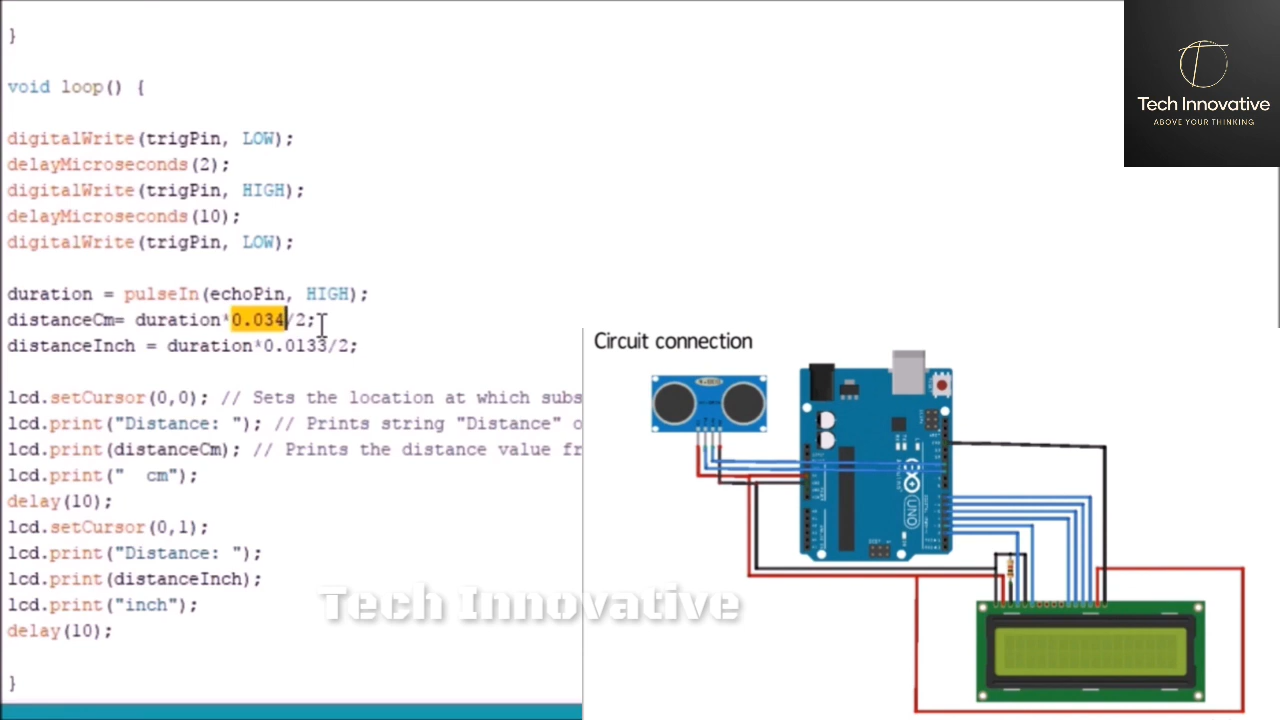 }
void loop() {
digitalWrite(trigPin, LOW);
delayMicroseconds(2);
digitalWrite(trigPin, HIGH);
delayMicroseconds(10);
digitalWrite(trigPin, LOW);
duration = pulseIn(echoPin, HIGH);
distanceCm= duration*0.034/2;
distanceInch = duration*0.0133/2;
lcd.setCursor(0,0); // Sets the location at which subs
lcd.print("Distance: "); // Prints string "Distance" o
lcd.print(distanceCm); // Prints the distance value fr
lcd.print("  cm");
delay(10);
lcd.setCursor(0,1);
lcd.print("Distance: ");
lcd.print(distanceInch);
lcd.print("inch");
delay(10);
}
Tech Innovative
ABOVE YOUR THINKING
Circuit connection
UNO
Tech Innovative